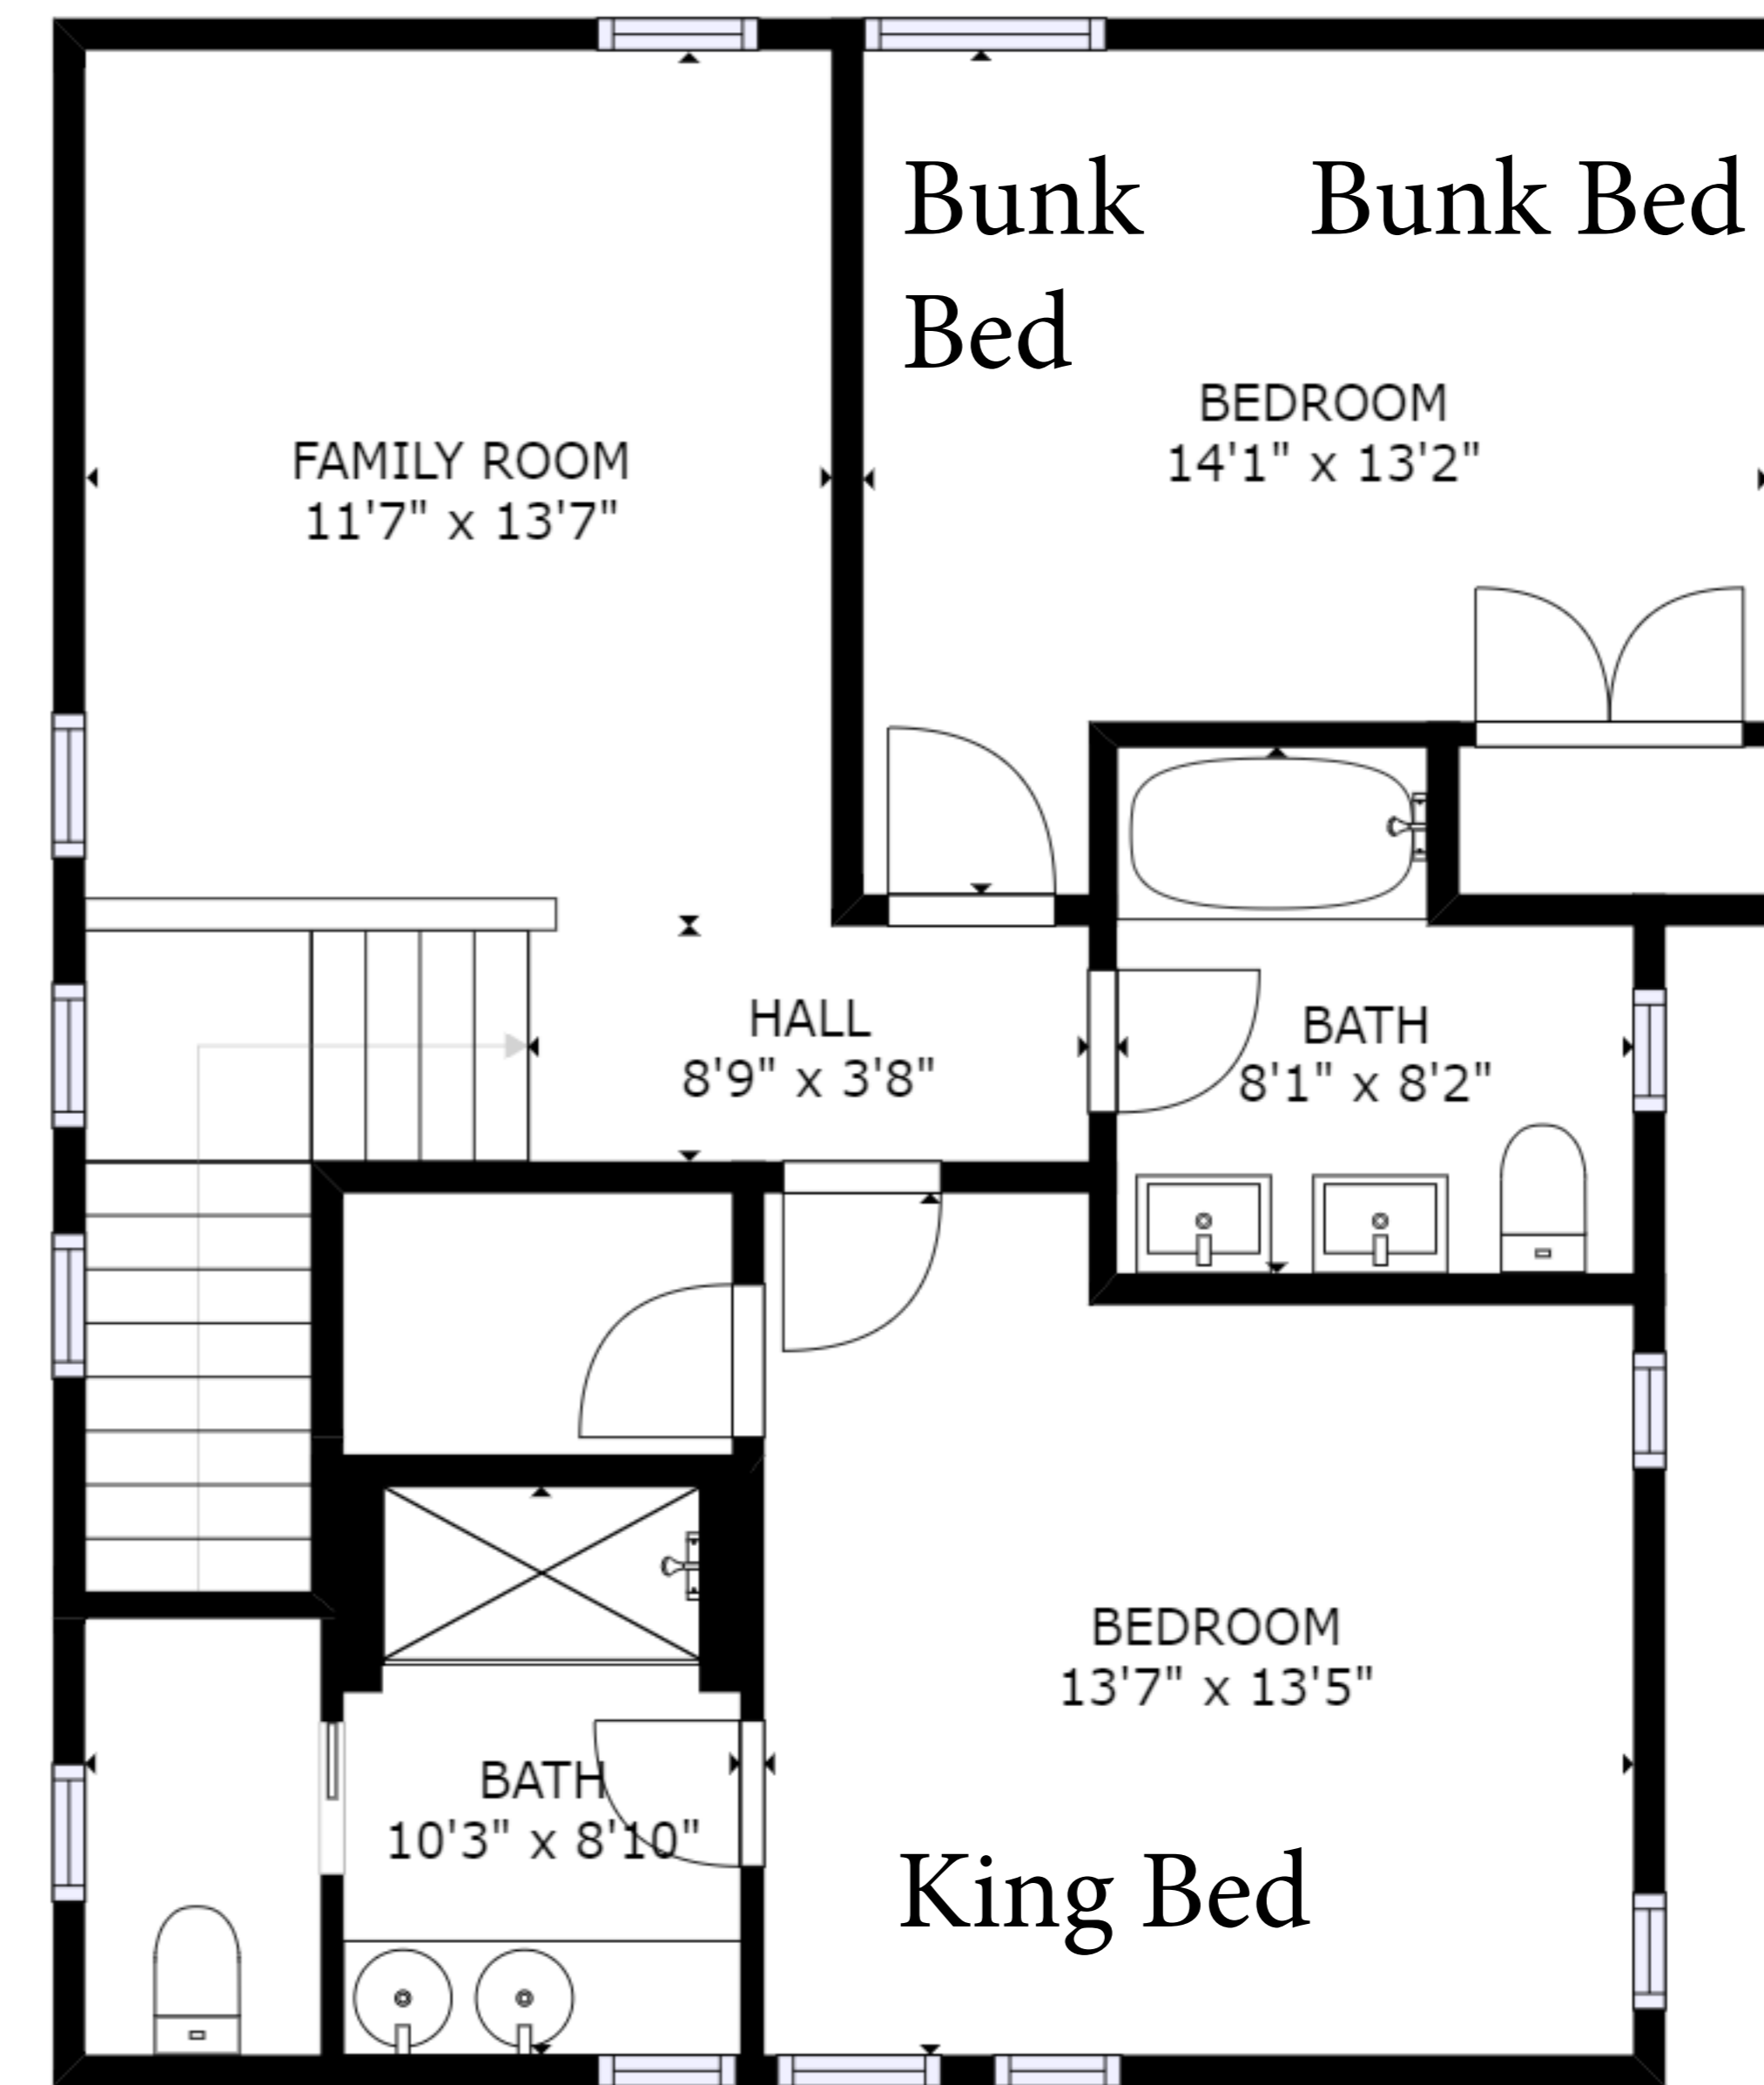 Bunk Bed
Bunk Bed
BEDROOM
14'1" x 13'2"
FAMILY ROOM
11'7" x 13'7"
HALL
8'9" x 3'8"
BATH
8'1" x 8'2"
BEDROOM
13'7" x 13'5"
BATH
10'3" x 8'10"
King Bed